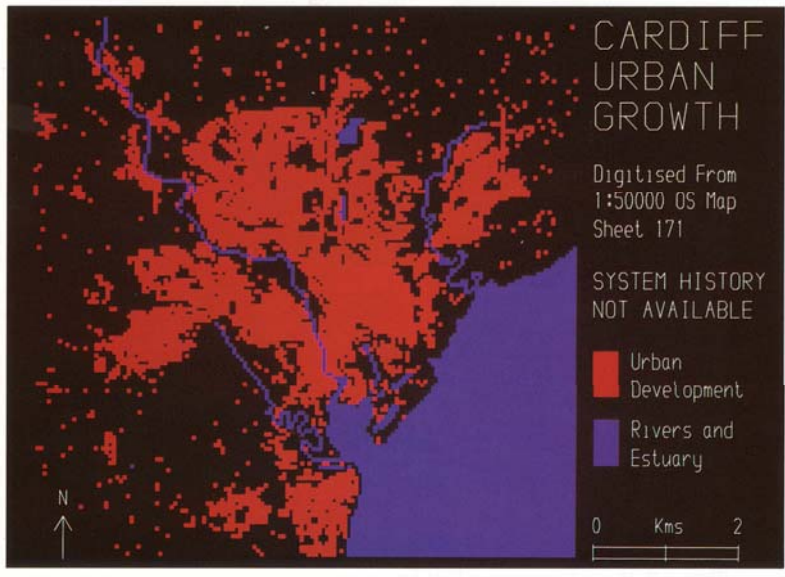 CARDIFF
URBAN
GROWTH
Digitised From
1:50000 OS Map
Sheet 171
SYSTEM HISTORY
NOT AVAILABLE
Urban
Development
Rivers and
Estuary
N
0 Kms 2